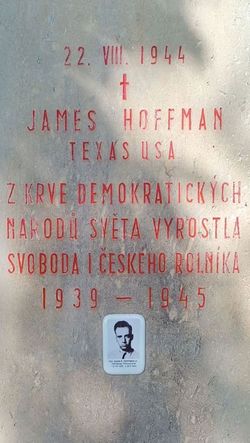 22. VIII. 1944
†
JAMES HOFFMAN
TEXAS USA
Z KRVE DEMOKRATICKÝCH
NÁRODŮ SVĚTA VYROSTLA
SVOBODA I ČESKÉHO ROLNÍKA
1939 – 1945